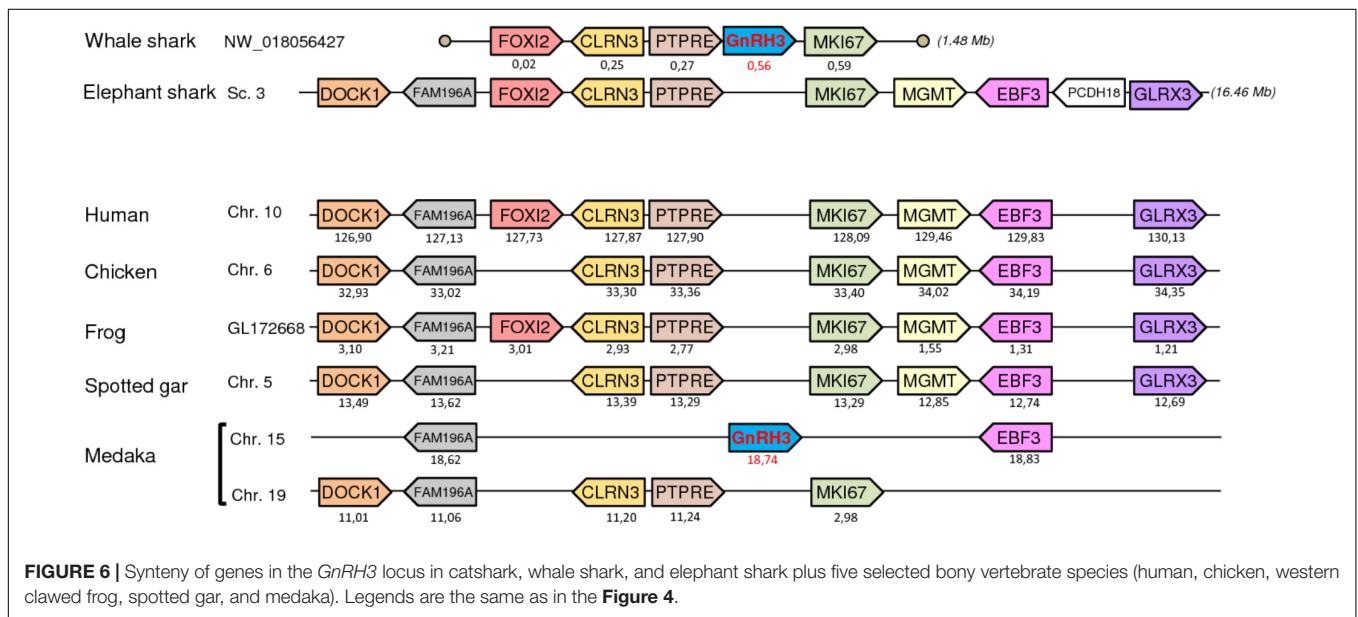 Whale shark NW_018056427 FOXI2 CLRN3 PTPRE GnRH3 MKI67 (1.48 Mb)
0,02 0,25 0,27 0,56 0,59
Elephant shark Sc. 3 DOCK1 FAM196A FOXI2 CLRN3 PTPRE MKI67 MGMT EBF3 PCDH18 GLRX3 (16.46 Mb)
Human Chr. 10 DOCK1 FAM196A FOXI2 CLRN3 PTPRE MKI67 MGMT EBF3 GLRX3
126,90 127,13 127,73 127,87 127,90 128,09 129,46 129,83 130,13
Chicken Chr. 6 DOCK1 FAM196A CLRN3 PTPRE MKI67 MGMT EBF3 GLRX3
32,93 33,02 33,30 33,36 33,40 34,02 34,19 34,35
Frog GL172668 DOCK1 FAM196A FOXI2 CLRN3 PTPRE MKI67 MGMT EBF3 GLRX3
3,10 3,21 3,01 2,93 2,77 2,98 1,55 1,31 1,21
Spotted gar Chr. 5 DOCK1 FAM196A CLRN3 PTPRE MKI67 MGMT EBF3 GLRX3
13,49 13,62 13,39 13,29 13,29 12,85 12,74 12,69
Medaka
Chr. 15 FAM196A GnRH3 EBF3
18,62 18,74 18,83
Chr. 19 DOCK1 FAM196A CLRN3 PTPRE MKI67
11,01 11,06 11,20 11,24 2,98
FIGURE 6 | Synteny of genes in the GnRH3 locus in catshark, whale shark, and elephant shark plus five selected bony vertebrate species (human, chicken, western
clawed frog, spotted gar, and medaka). Legends are the same as in the Figure 4.